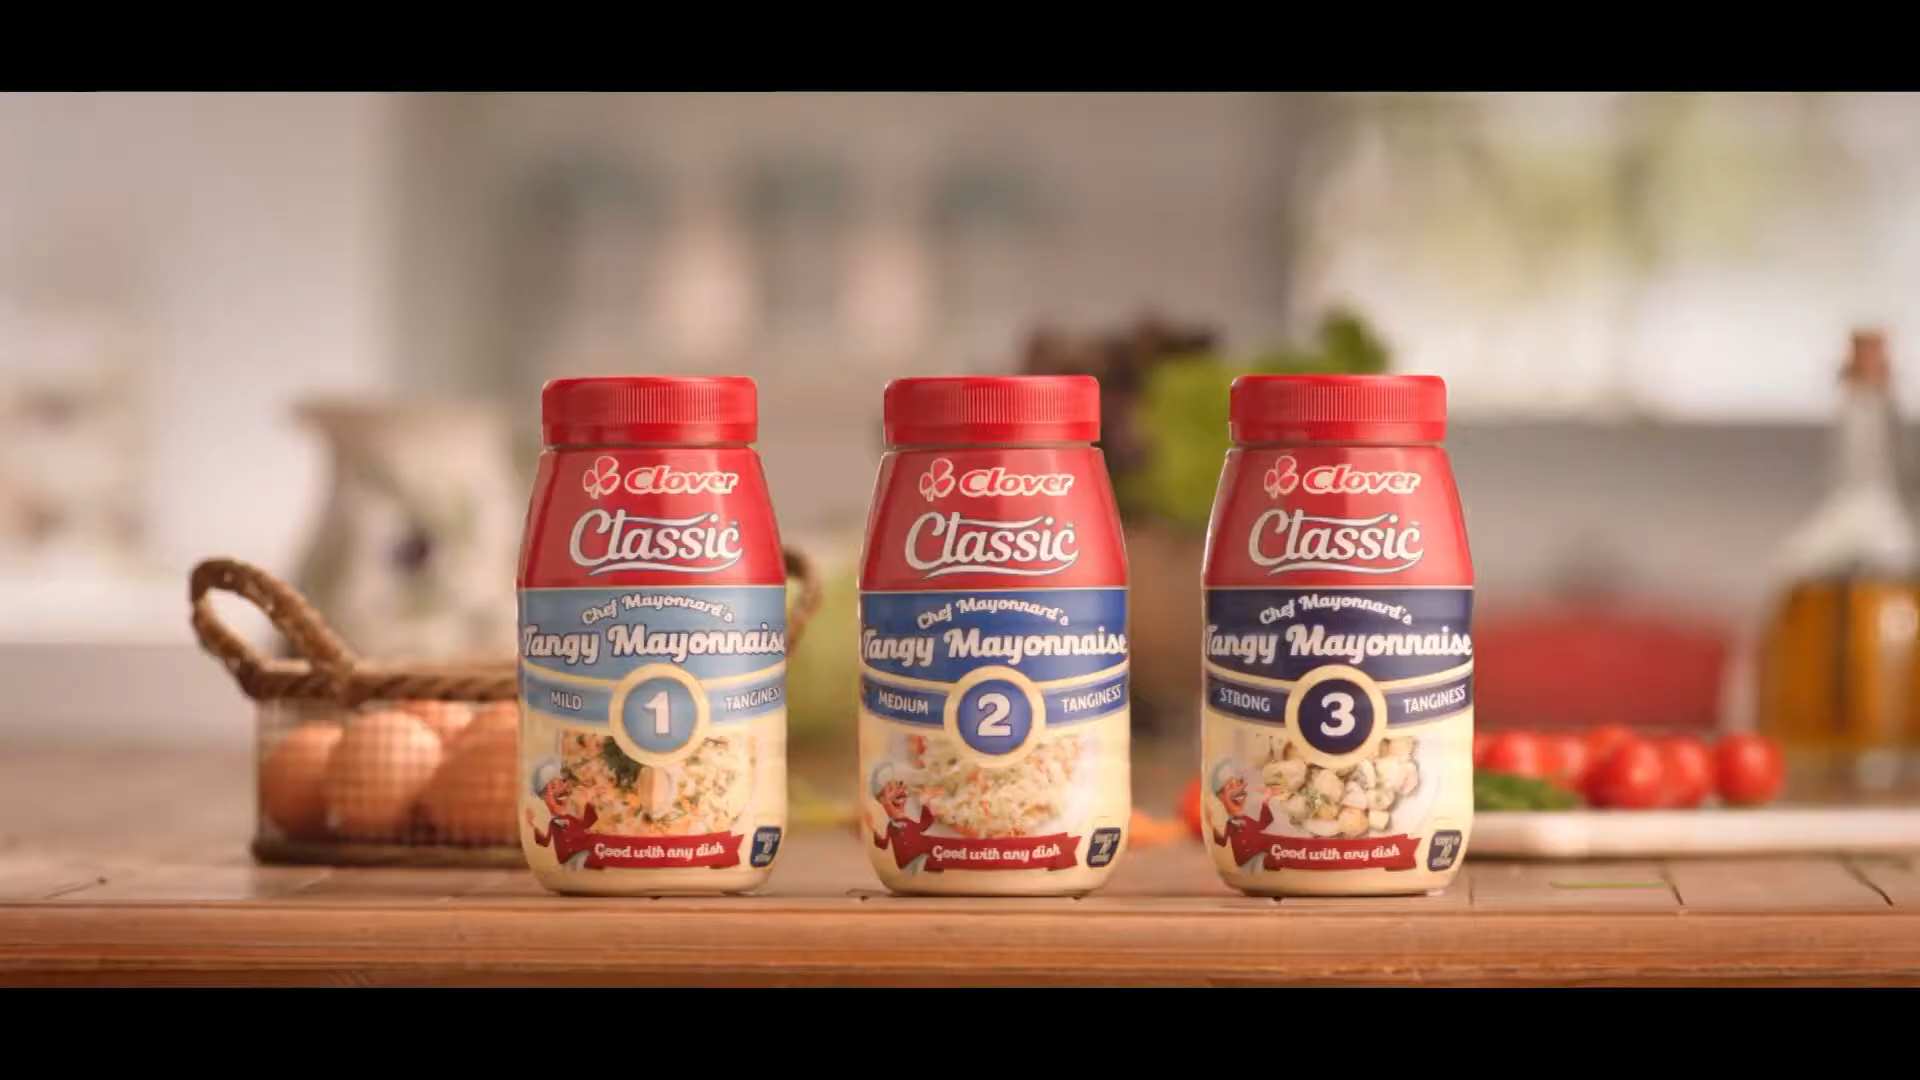 Clover
Classic
Chef Mayonnard's
Tangy Mayonnaise
MILD 1 TANGINESS
Good with any dish
Clover
Classic
Chef Mayonnard's
Tangy Mayonnaise
MEDIUM 2 TANGINESS
Good with any dish
Clover
Classic
Chef Mayonnard's
Tangy Mayonnaise
STRONG 3 TANGINESS
Good with any dish